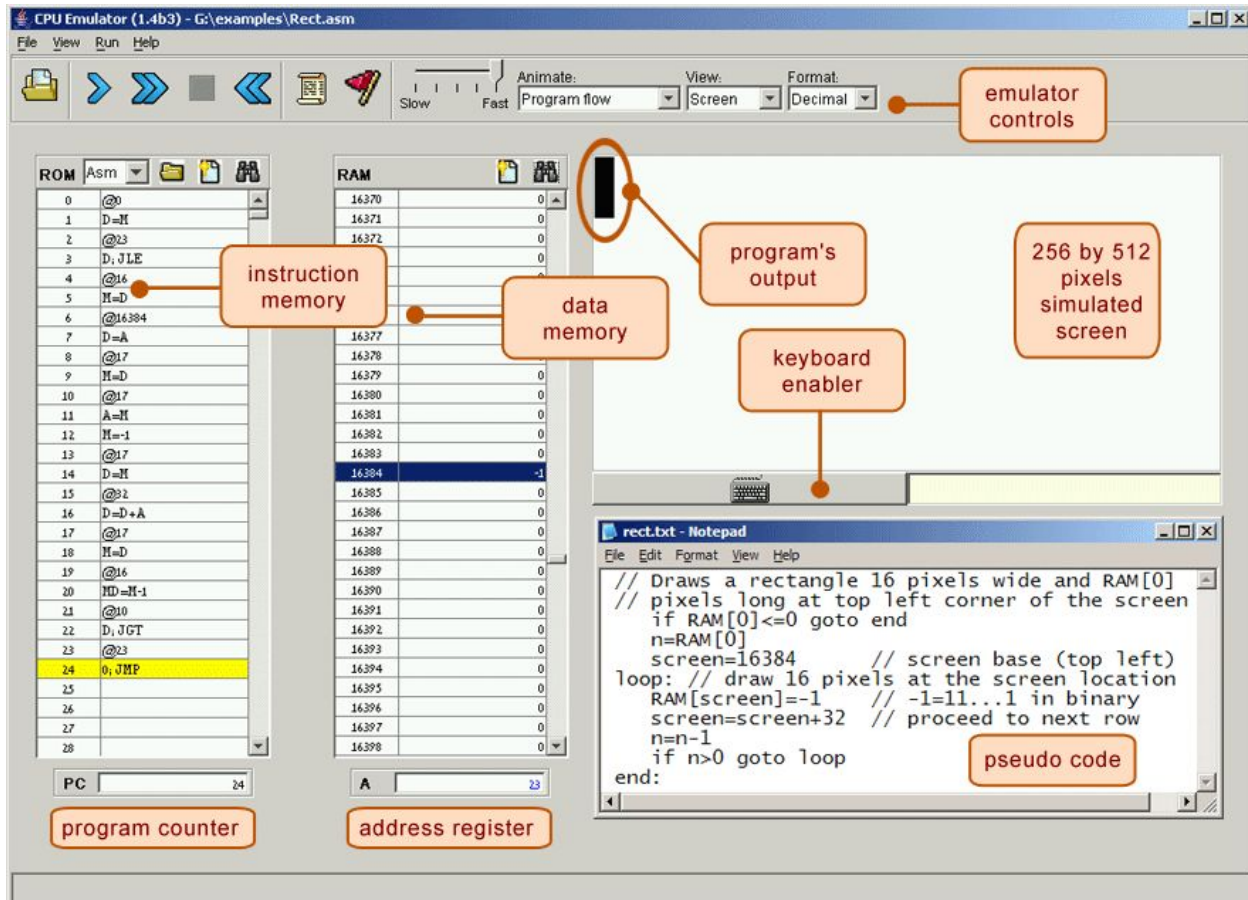 CPU Emulator (1.4b3) - G:\examples\Rect.asm
File View Run Help
Slow Fast
Animate:
Program flow
View:
Screen
Format:
Decimal
emulator
controls
ROM Asm
0 @0
1 D=M
2 @23
3 D;JLE
4 @16
5 M=D
6 @16384
7 D=A
8 @17
9 M=D
10 @17
11 A=M
12 M=-1
13 @17
14 D=M
15 @32
16 D=D+A
17 @17
18 M=D
19 @16
20 MD=M-1
21 @10
22 D;JGT
23 @23
24 0;JMP
25
26
27
28
instruction
memory
PC 24
program counter
RAM
16370 0
16371 0
16372 0
0
16377
16378 0
16379 0
16380 0
16381 0
16382 0
16383 0
16384 -1
16385 0
16386 0
16387 0
16388 0
16389 0
16390 0
16391 0
16392 0
16393 0
16394 0
16395 0
16396 0
16397 0
16398 0
data
memory
A 23
address register
program's
output
256 by 512
pixels
simulated
screen
keyboard
enabler
rect.txt - Notepad
File Edit Format View Help
// Draws a rectangle 16 pixels wide and RAM[0]
// pixels long at top left corner of the screen
if RAM[0]<=0 goto end
n=RAM[0]
screen=16384 // screen base (top left)
loop: // draw 16 pixels at the screen location
RAM[screen]=-1 // -1=11...1 in binary
screen=screen+32 // proceed to next row
n=n-1
if n>0 goto loop
end:
pseudo code